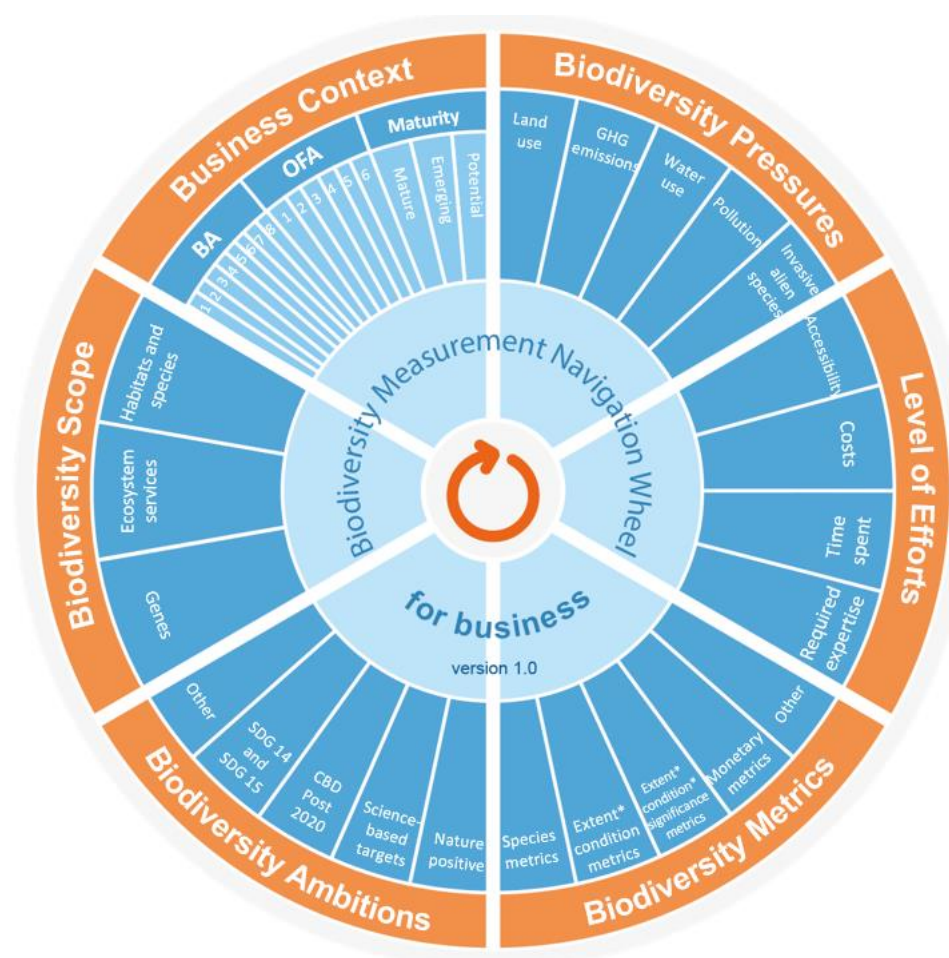 Business Context
BA
1 2 3 4 5 6 7 8
OFA
1 2 3 4 5 6
Maturity
Mature
Emerging
Potential
Biodiversity Pressures
Land
use
GHG
emissions
Water
use
Pollution
Invasive
alien
species
Level of Efforts
Accessibility
Costs
Time
spent
Required
expertise
Biodiversity Metrics
Other
Monetary
metrics
Extent*
condition*
significance
metrics
Extent*
condition
metrics
Species
metrics
Biodiversity Ambitions
Nature
positive
Science-
based
targets
CBD
Post
2020
SDG 14
and
SDG 15
Other
Biodiversity Scope
Genes
Ecosystem
services
Habitats and
species
Biodiversity Measurement Navigation Wheel
for business
version 1.0